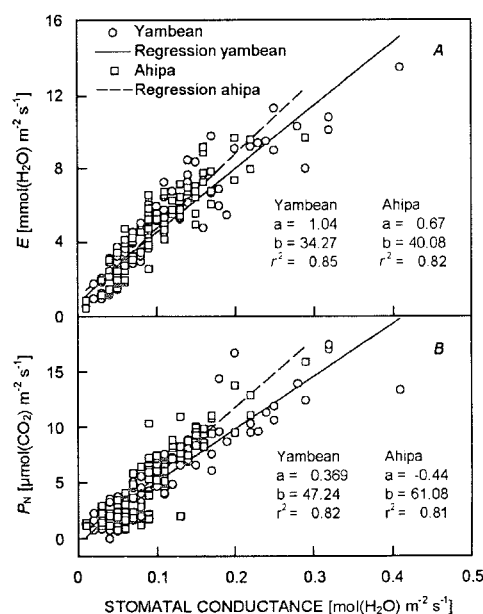 ○ Yambean
— Regression yambean
□ Ahipa
– – Regression ahipa
A
16
12
8
4
0
E [mmol(H₂O) m⁻² s⁻¹]
Yambean Ahipa
a = 1.04 a = 0.67
b = 34.27 b = 40.08
r² = 0.85 r² = 0.82
B
15
10
5
0
P_N [µmol(CO₂) m⁻² s⁻¹]
Yambean Ahipa
a = 0.369 a = -0.44
b = 47.24 b = 61.08
r² = 0.82 r² = 0.81
0 0.1 0.2 0.3 0.4 0.5
STOMATAL CONDUCTANCE [mol(H₂O) m⁻² s⁻¹]